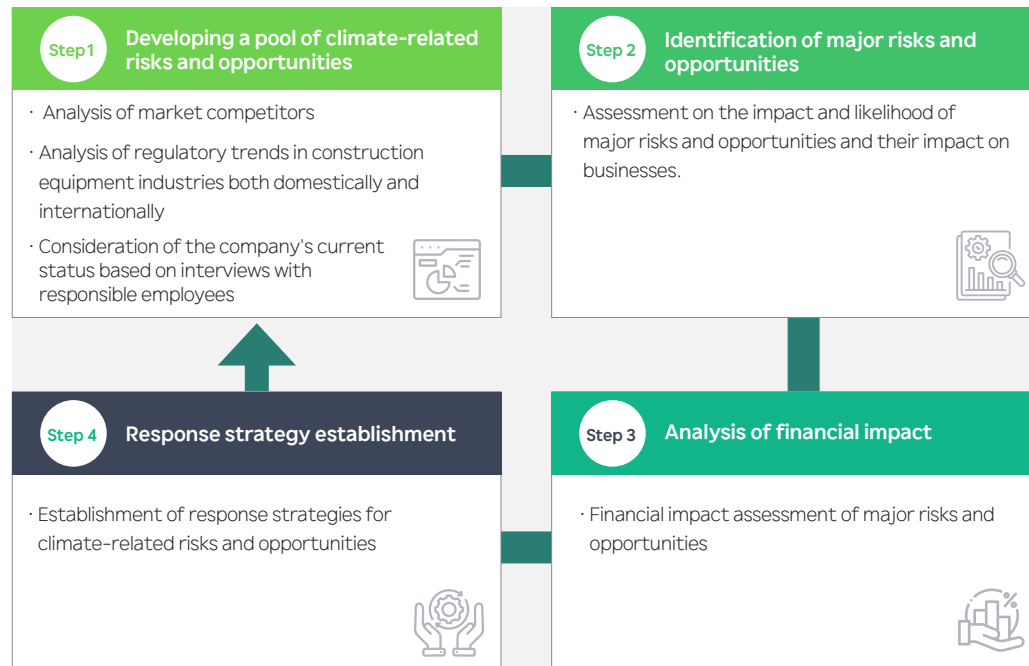 Step1
Developing a pool of climate-related
risks and opportunities
· Analysis of market competitors
· Analysis of regulatory trends in construction
equipment industries both domestically and
internationally
· Consideration of the company's current
status based on interviews with
responsible employees
Step 2
Identification of major risks and
opportunities
· Assessment on the impact and likelihood of
major risks and opportunities and their impact on
businesses.
Step 4
Response strategy establishment
· Establishment of response strategies for
climate-related risks and opportunities
Step 3
Analysis of financial impact
· Financial impact assessment of major risks and
opportunities
%